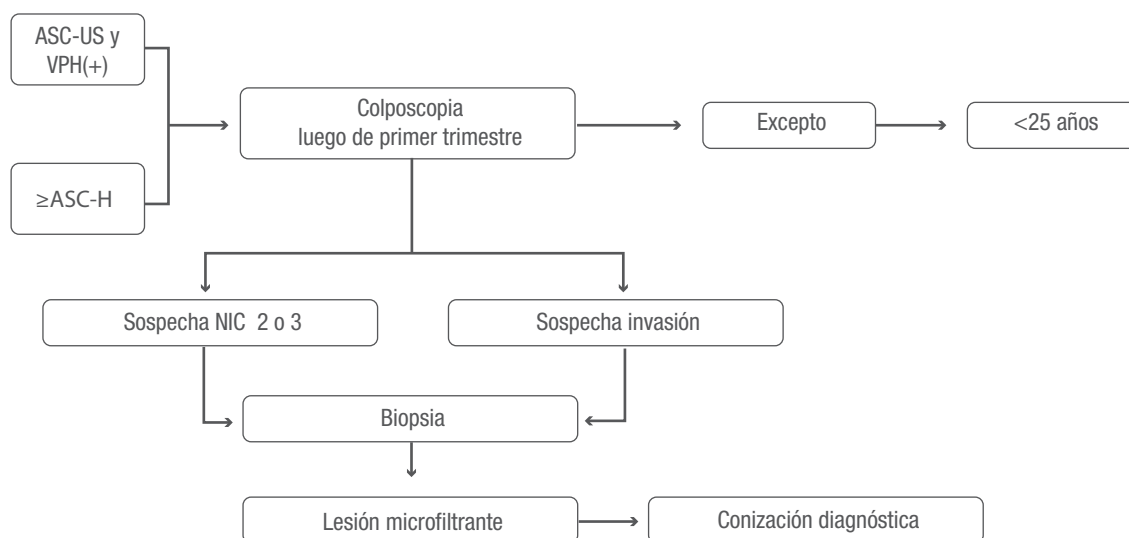 ASC-US y
VPH(+)
≥ASC-H
Colposcopia
luego de primer trimestre
Excepto
<25 años
Sospecha NIC 2 o 3
Sospecha invasión
Biopsia
Lesión microfiltrante
Conización diagnóstica